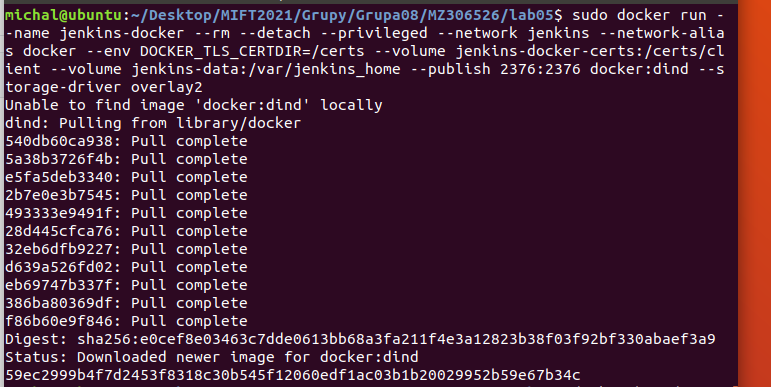 michal@ubuntu:~/Desktop/MIFT2021/Grupy/Grupa08/MZ306526/lab05$ sudo docker run -
-name jenkins-docker --rm --detach --privileged --network jenkins --network-alia
s docker --env DOCKER_TLS_CERTDIR=/certs --volume jenkins-docker-certs:/certs/cl
ient --volume jenkins-data:/var/jenkins_home --publish 2376:2376 docker:dind --s
torage-driver overlay2
Unable to find image 'docker:dind' locally
dind: Pulling from library/docker
540db60ca938: Pull complete
5a38b3726f4b: Pull complete
e5fa5deb3340: Pull complete
2b7e0e3b7545: Pull complete
493333e9491f: Pull complete
28d445cfca76: Pull complete
32eb6dfb9227: Pull complete
d639a526fd02: Pull complete
eb69747b337f: Pull complete
386ba80369df: Pull complete
f86b60e9f846: Pull complete
Digest: sha256:e0cef8e03463c7dde0613bb68a3fa211f4e3a12823b38f03f92bf330abaef3a9
Status: Downloaded newer image for docker:dind
59ec2999b4f7d2453f8318c30b545f12060edf1ac03b1b20029952b59e67b34c